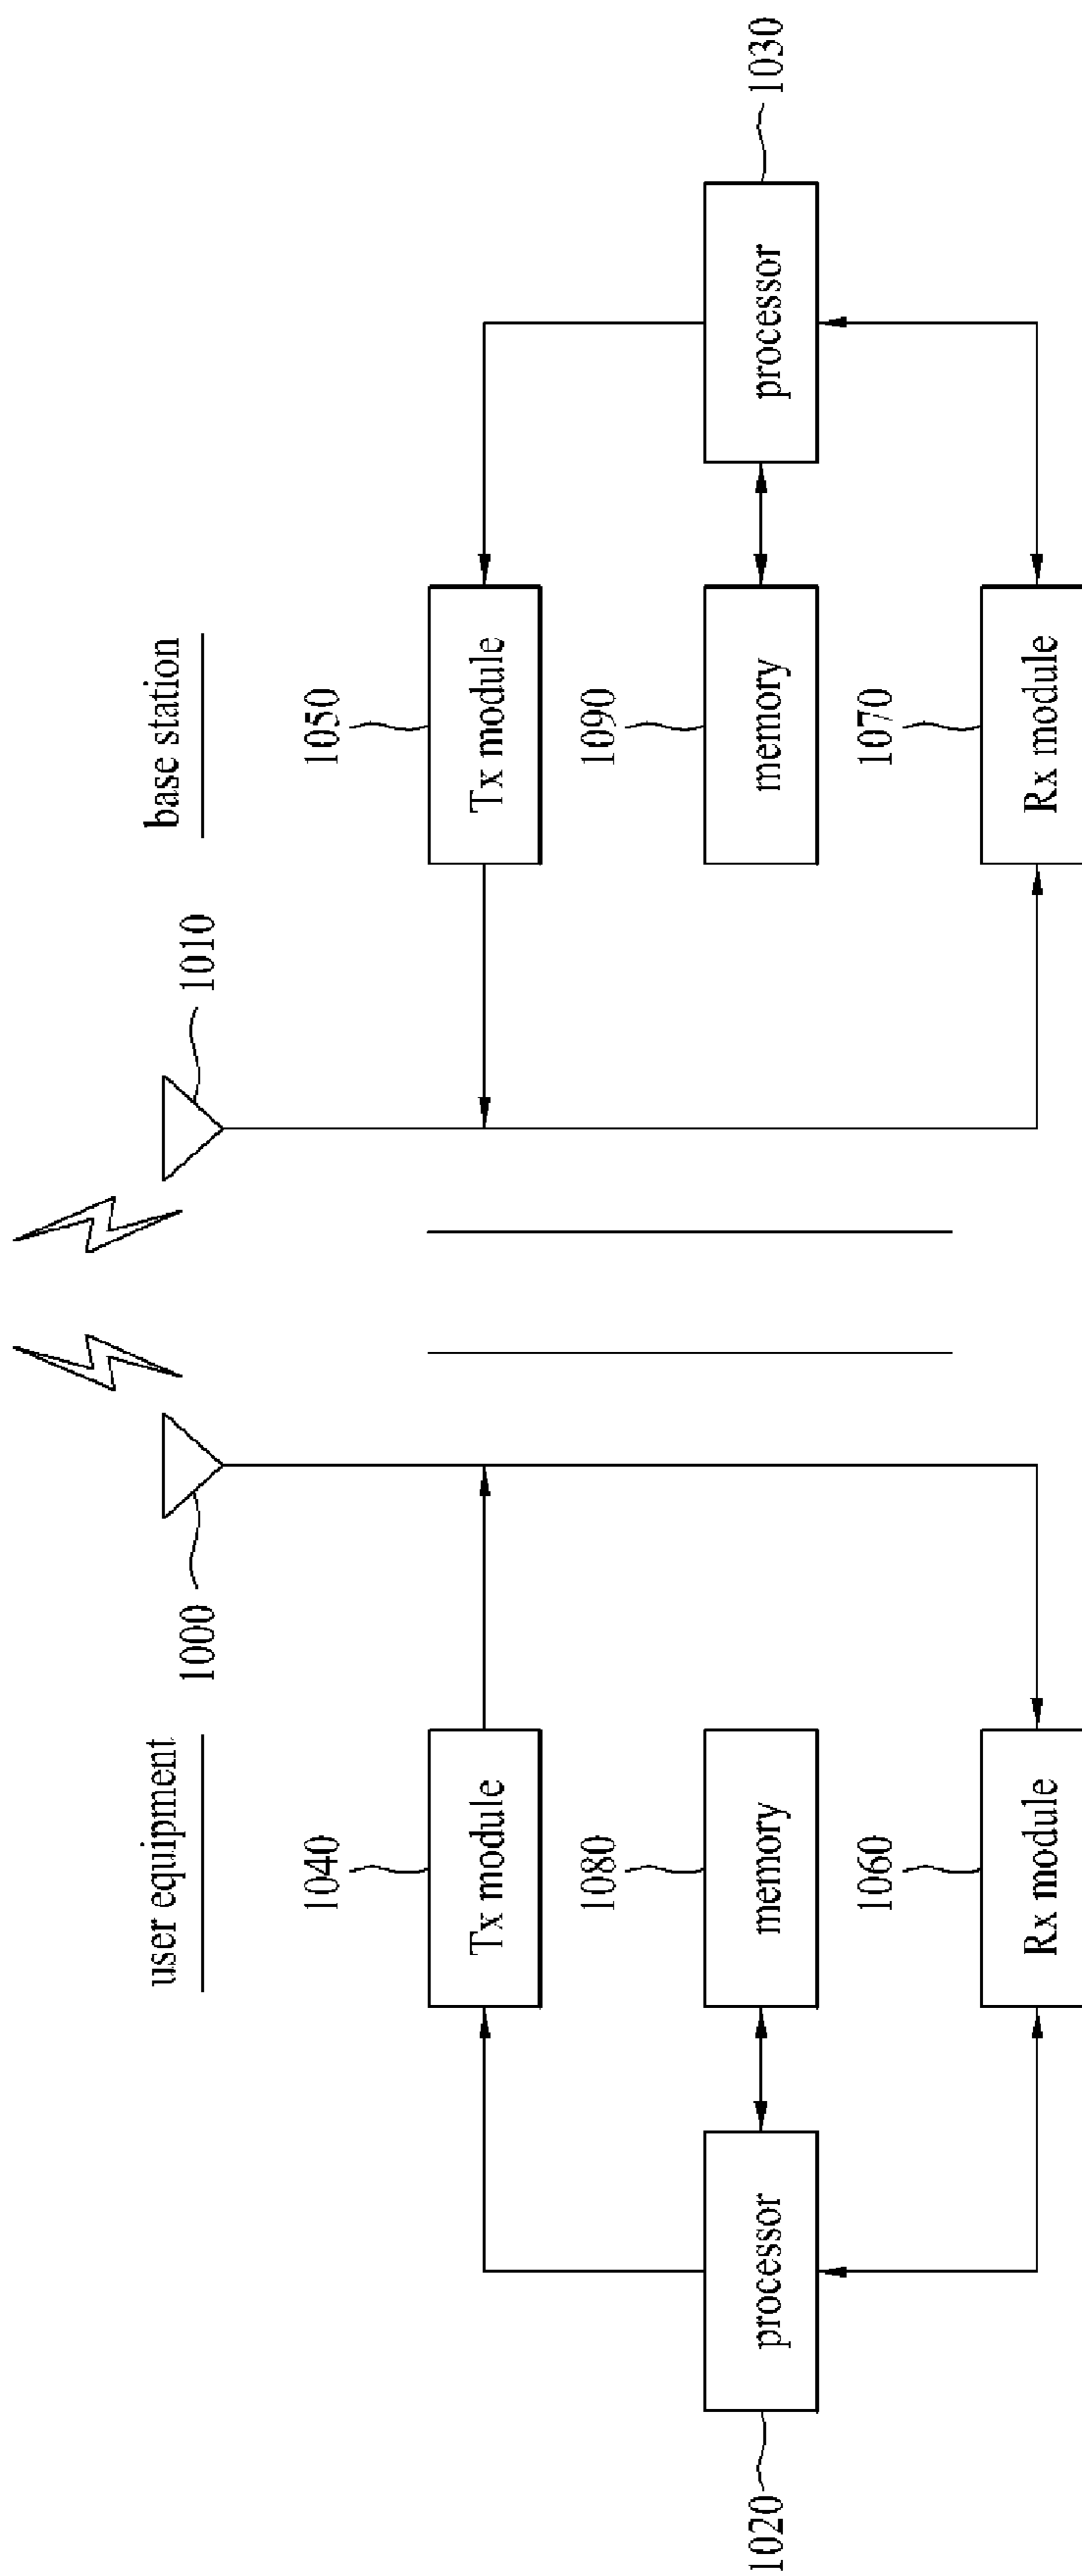 user equipment
base station
1000
1010
1040
Tx module
1050
Tx module
1020
processor
1080
memory
1090
memory
processor
1030
1060
Rx module
1070
Rx module